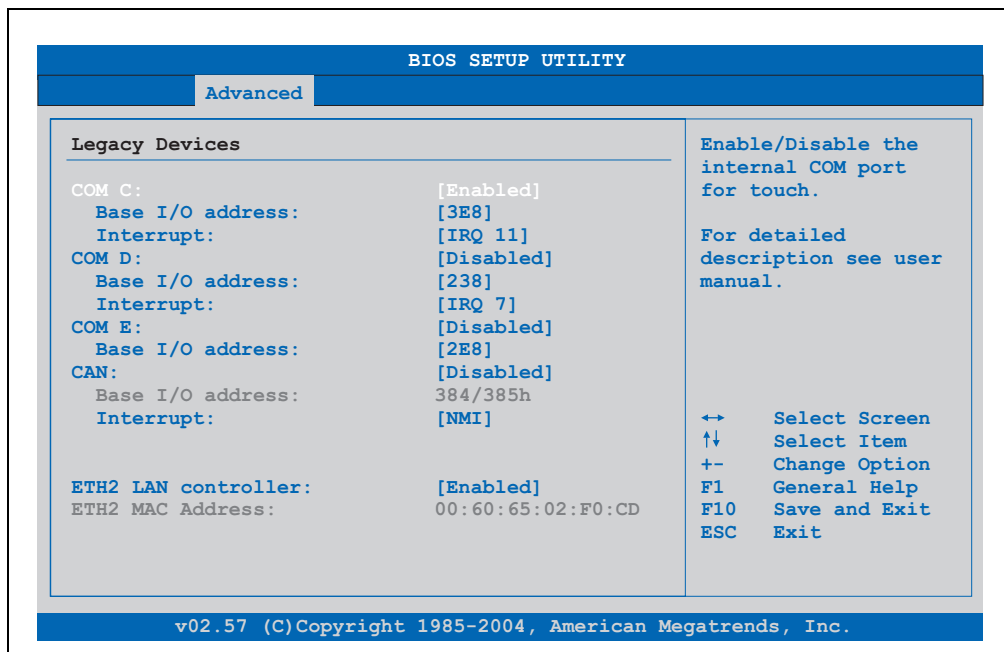 BIOS SETUP UTILITY
Advanced
Legacy Devices
COM C: [Enabled]
Base I/O address: [3E8]
Interrupt: [IRQ 11]
COM D: [Disabled]
Base I/O address: [238]
Interrupt: [IRQ 7]
COM E: [Disabled]
Base I/O address: [2E8]
CAN: [Disabled]
Base I/O address: 384/385h
Interrupt: [NMI]
ETH2 LAN controller: [Enabled]
ETH2 MAC Address: 00:60:65:02:F0:CD
Enable/Disable the
internal COM port
for touch.
For detailed
description see user
manual.
↔ Select Screen
↑↓ Select Item
+- Change Option
F1 General Help
F10 Save and Exit
ESC Exit
v02.57 (C)Copyright 1985-2004, American Megatrends, Inc.